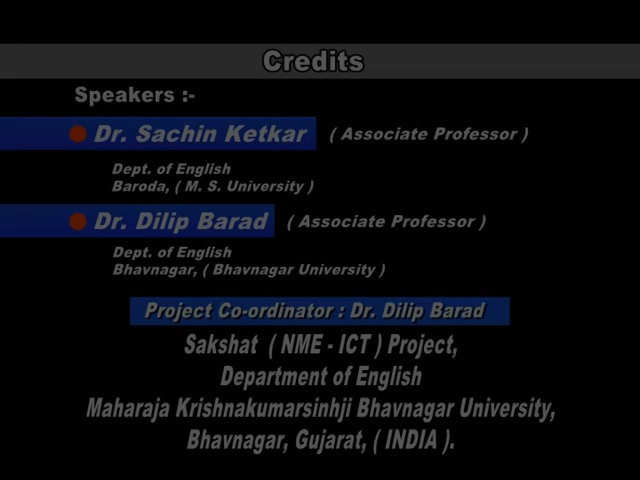 Credits
Speakers :-
Dr. Sachin Ketkar ( Associate Professor )
Dept. of English
Baroda, ( M. S. University )
Dr. Dilip Barad ( Associate Professor )
Dept. of English
Bhavnagar, ( Bhavnagar University )
Project Co-ordinator : Dr. Dilip Barad
Sakshat ( NME - ICT ) Project,
Department of English
Maharaja Krishnakumarsinhji Bhavnagar University,
Bhavnagar, Gujarat, ( INDIA ).